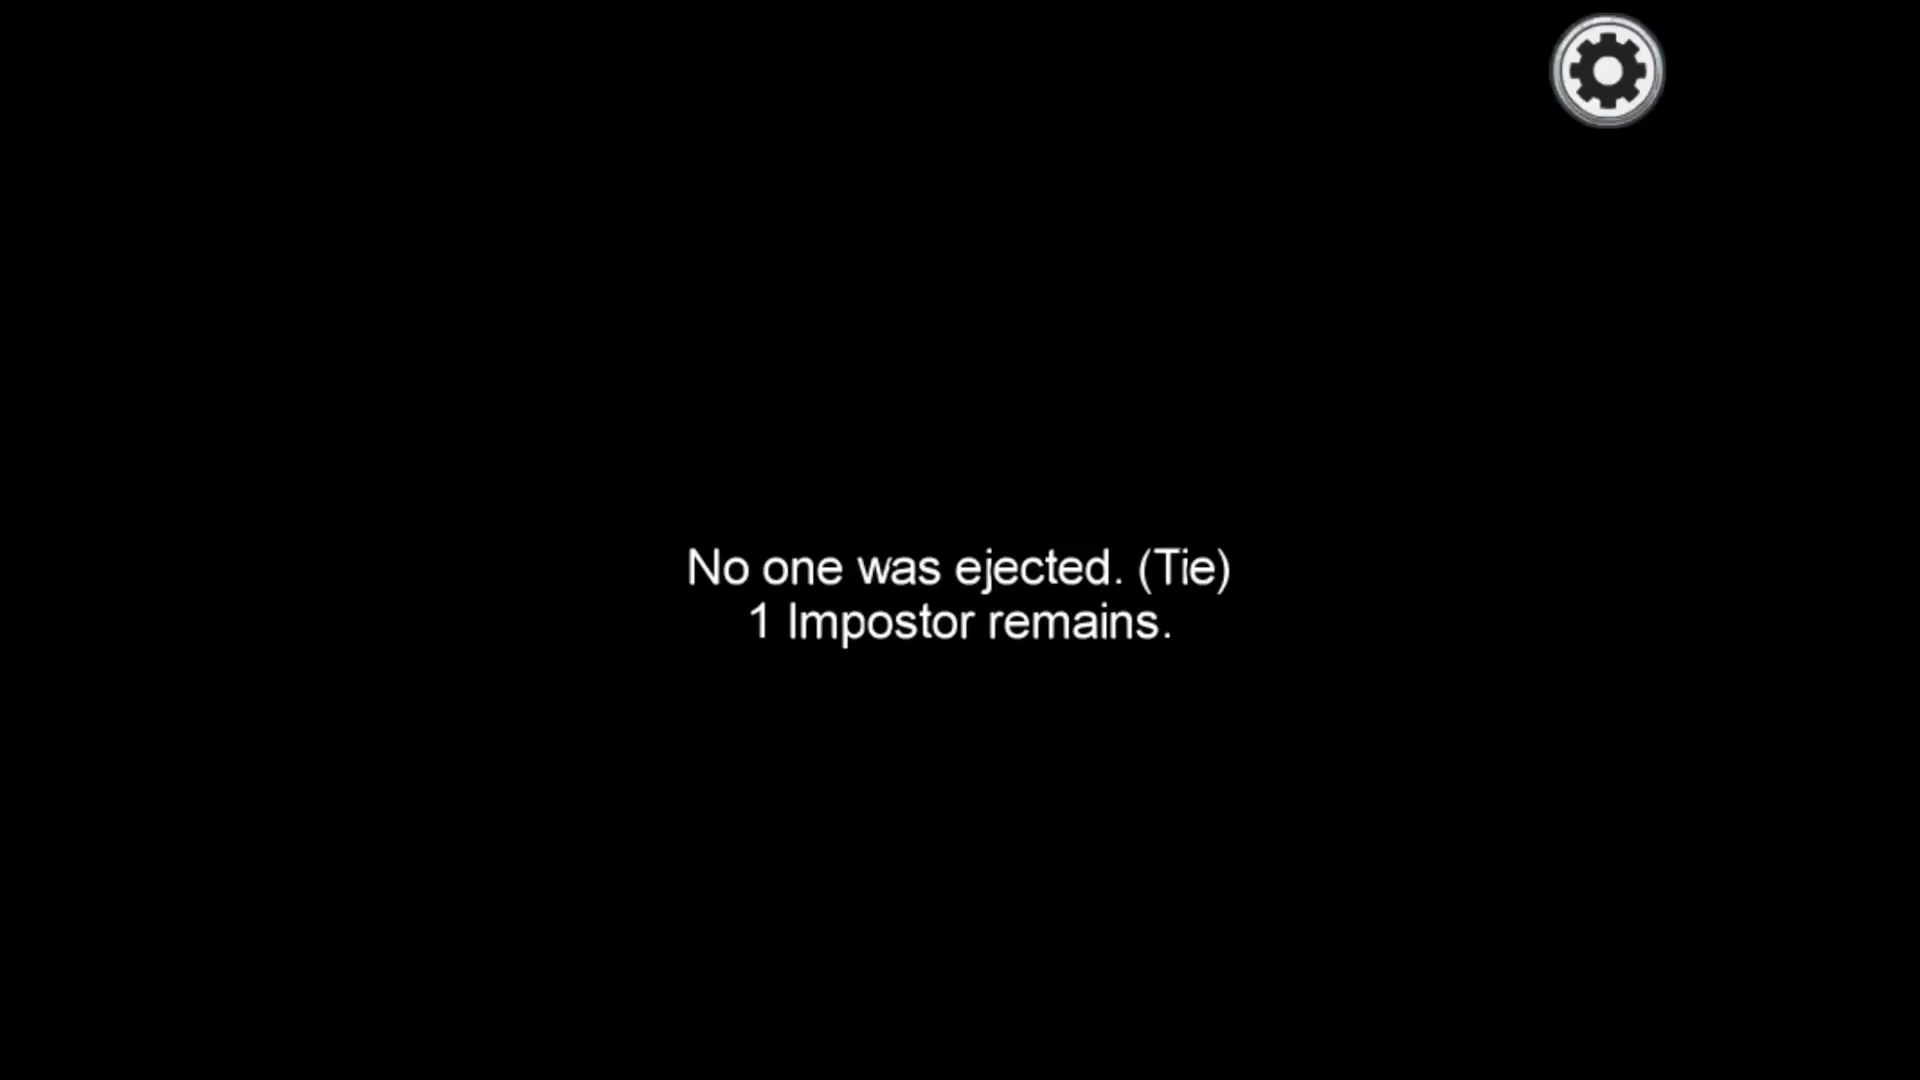 No one was ejected. (Tie)
1 Impostor remains.